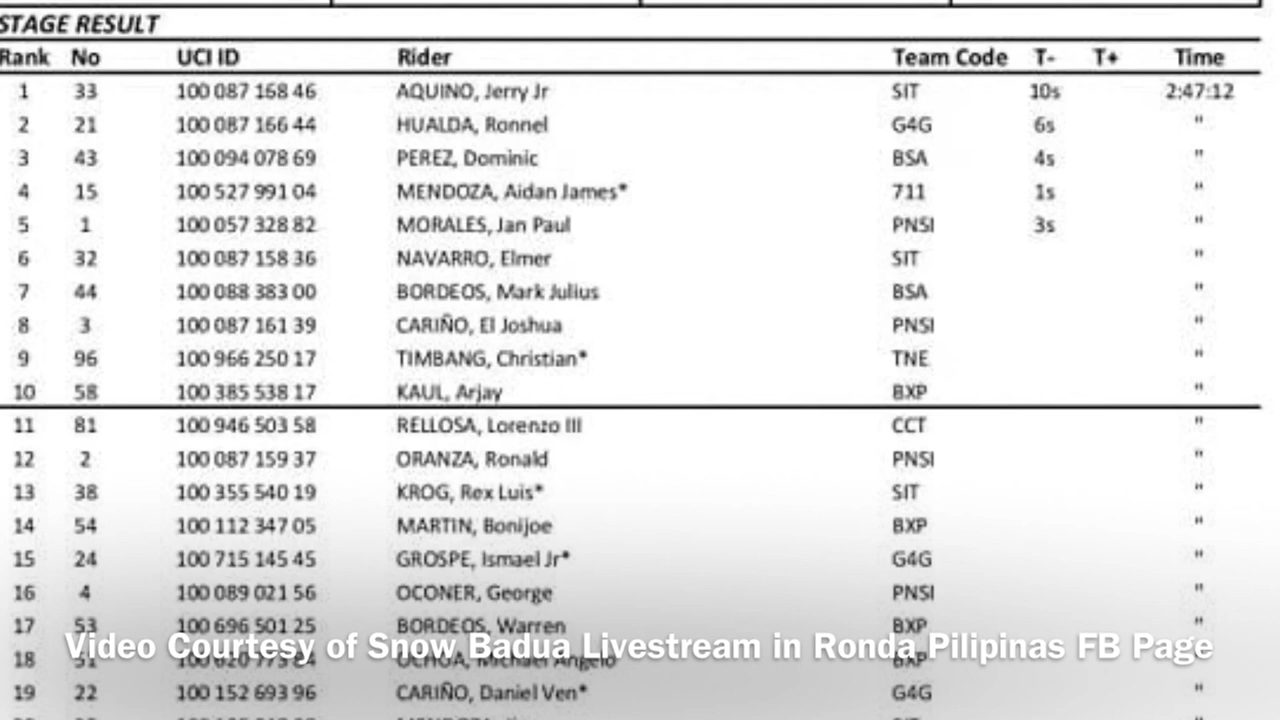 STAGE RESULT
Rank No UCI ID Rider Team Code T- T+ Time
1 33 100 087 168 46 AQUINO, Jerry Jr SIT 10s 2:47:12
2 21 100 087 166 44 HUALDA, Ronnel G4G 6s "
3 43 100 094 078 69 PEREZ, Dominic BSA 4s "
4 15 100 527 991 04 MENDOZA, Aidan James* 711 1s "
5 1 100 057 328 82 MORALES, Jan Paul PNSI 3s "
6 32 100 087 158 36 NAVARRO, Elmer SIT "
7 44 100 088 383 00 BORDEOS, Mark Julius BSA "
8 3 100 087 161 39 CARIÑO, El Joshua PNSI "
9 96 100 966 250 17 TIMBANG, Christian* TNE "
10 58 100 385 538 17 KAUL, Arjay BXP "
11 81 100 946 503 58 RELLOSA, Lorenzo III CCT "
12 2 100 087 159 37 ORANZA, Ronald PNSI "
13 38 100 355 540 19 KROG, Rex Luis* SIT "
14 54 100 112 347 05 MARTIN, Bonijoe BXP "
15 24 100 715 145 45 GROSPE, Ismael Jr* G4G "
16 4 100 089 021 56 OCONER, George PNSI "
17 53 100 696 501 25 BORDEOS, Warren BXP "
Video Courtesy of Snow Badua Livestream in Ronda Pilipinas FB Page
18 OCHOA, Michael Angelo BXP "
19 22 100 152 693 96 CARIÑO, Daniel Ven* G4G "